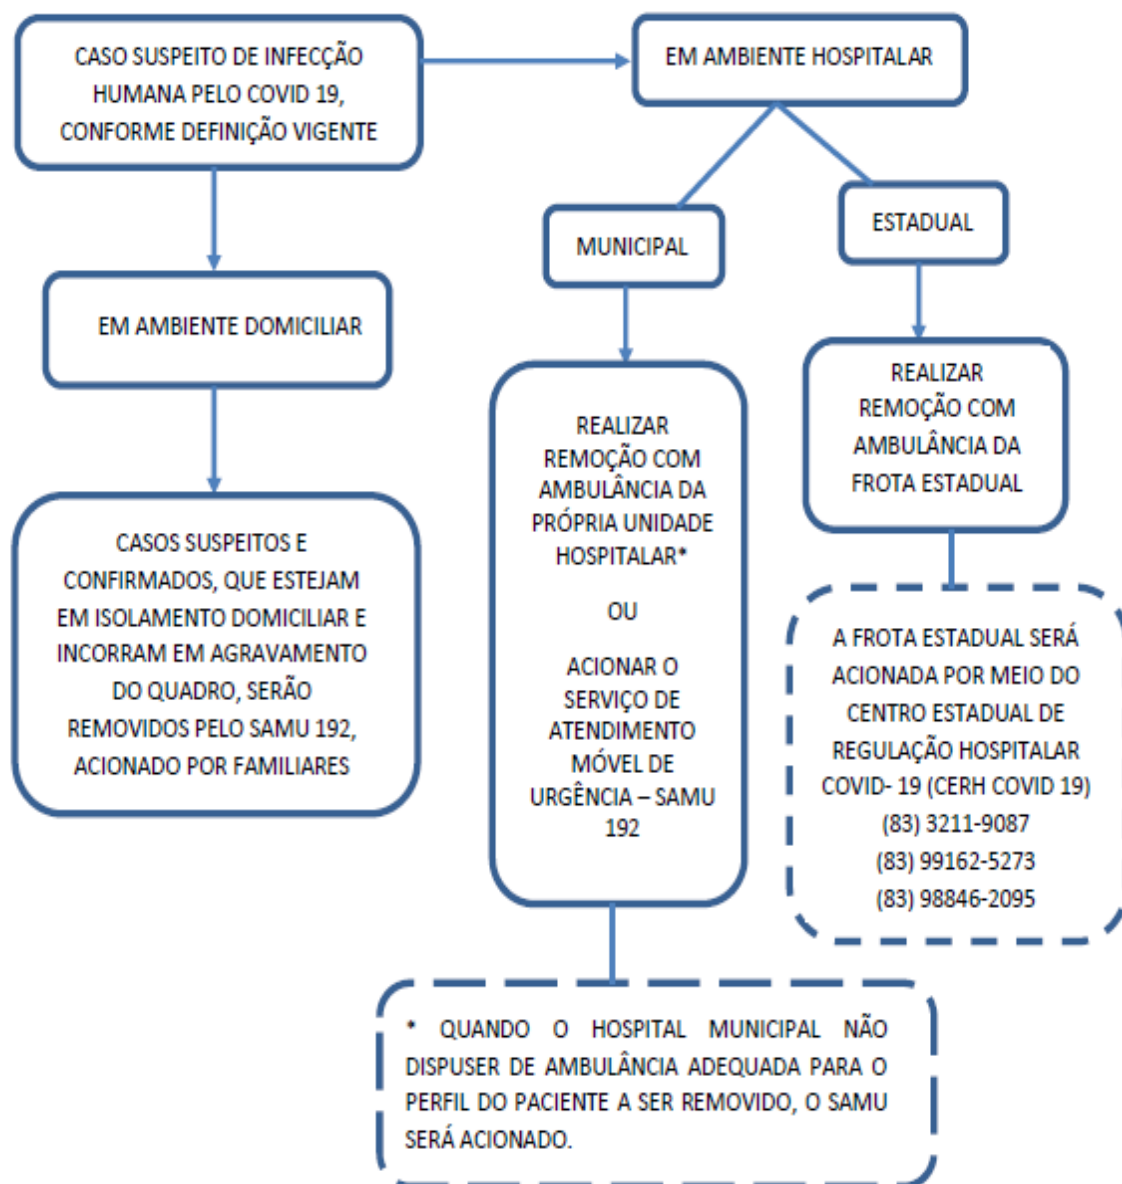 CASO SUSPEITO DE INFECÇÃO
HUMANA PELO COVID 19,
CONFORME DEFINIÇÃO VIGENTE
EM AMBIENTE HOSPITALAR
MUNICIPAL
ESTADUAL
EM AMBIENTE DOMICILIAR
REALIZAR
REMOÇÃO COM
AMBULÂNCIA DA
FROTA ESTADUAL
REALIZAR
REMOÇÃO COM
AMBULÂNCIA DA
PRÓPRIA UNIDADE
HOSPITALAR*
OU
ACIONAR O
SERVIÇO DE
ATENDIMENTO
MÓVEL DE
URGÊNCIA – SAMU
192
CASOS SUSPEITOS E
CONFIRMADOS, QUE ESTEJAM
EM ISOLAMENTO DOMICILIAR E
INCORRAM EM AGRAVAMENTO
DO QUADRO, SERÃO
REMOVIDOS PELO SAMU 192,
ACIONADO POR FAMILIARES
A FROTA ESTADUAL SERÁ
ACIONADA POR MEIO DO
CENTRO ESTADUAL DE
REGULAÇÃO HOSPITALAR
COVID- 19 (CERH COVID 19)
(83) 3211-9087
(83) 99162-5273
(83) 98846-2095
* QUANDO O HOSPITAL MUNICIPAL NÃO
DISPUSER DE AMBULÂNCIA ADEQUADA PARA O
PERFIL DO PACIENTE A SER REMOVIDO, O SAMU
SERÁ ACIONADO.